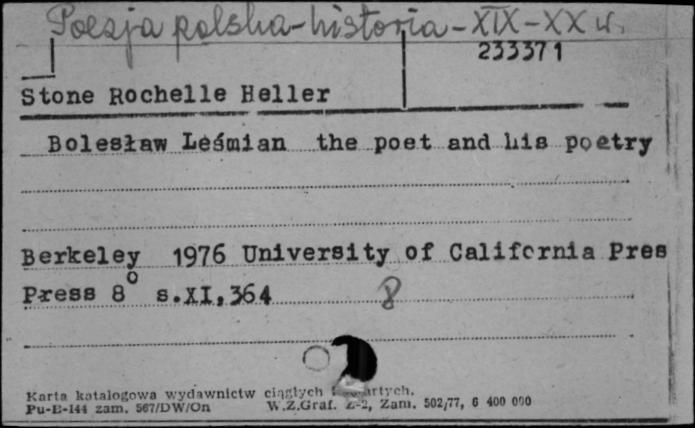 Poezja polska-historia-XIX-XX w.
233371
Stone Rochelle Heller
Bolesław Leśmian the poet and his poetry
Berkeley 1976 University of California Pres
Press 8° s.XI,364
8
Karta katalogowa wydawnictw ciągłych
Pu-B-144 zam. 567/DW/On W.Z.Graf. Z-2, Zam. 502/77, 6 400 000